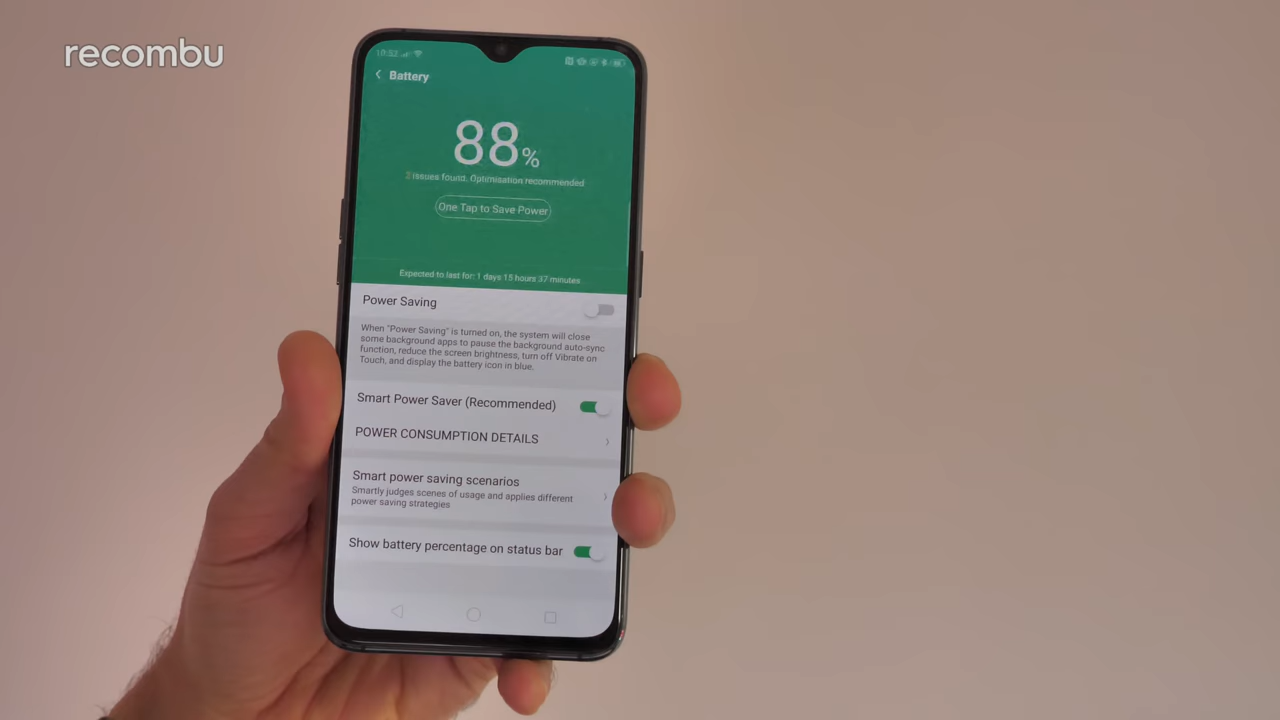 recombu
10:52
Battery
88%
2 issues found. Optimisation recommended
One Tap to Save Power
Expected to last for: 1 days 15 hours 37 minutes
Power Saving
When "Power Saving" is turned on, the system will close
some background apps to pause the background auto-sync
function, reduce the screen brightness, turn off Vibrate on
Touch, and display the battery icon in blue.
Smart Power Saver (Recommended)
POWER CONSUMPTION DETAILS
Smart power saving scenarios
Smartly judges scenes of usage and applies different
power saving strategies
Show battery percentage on status bar